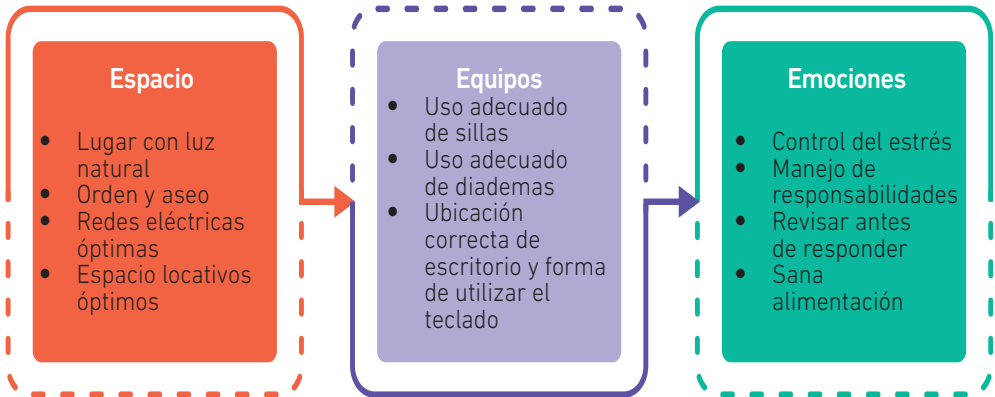 Espacio
• Lugar con luz
natural
• Orden y aseo
• Redes eléctricas
óptimas
• Espacio locativos
óptimos
Equipos
• Uso adecuado
de sillas
• Uso adecuado
de diademas
• Ubicación
correcta de
escritorio y forma
de utilizar el
teclado
Emociones
• Control del estrés
• Manejo de
responsabilidades
• Revisar antes
de responder
• Sana
alimentación